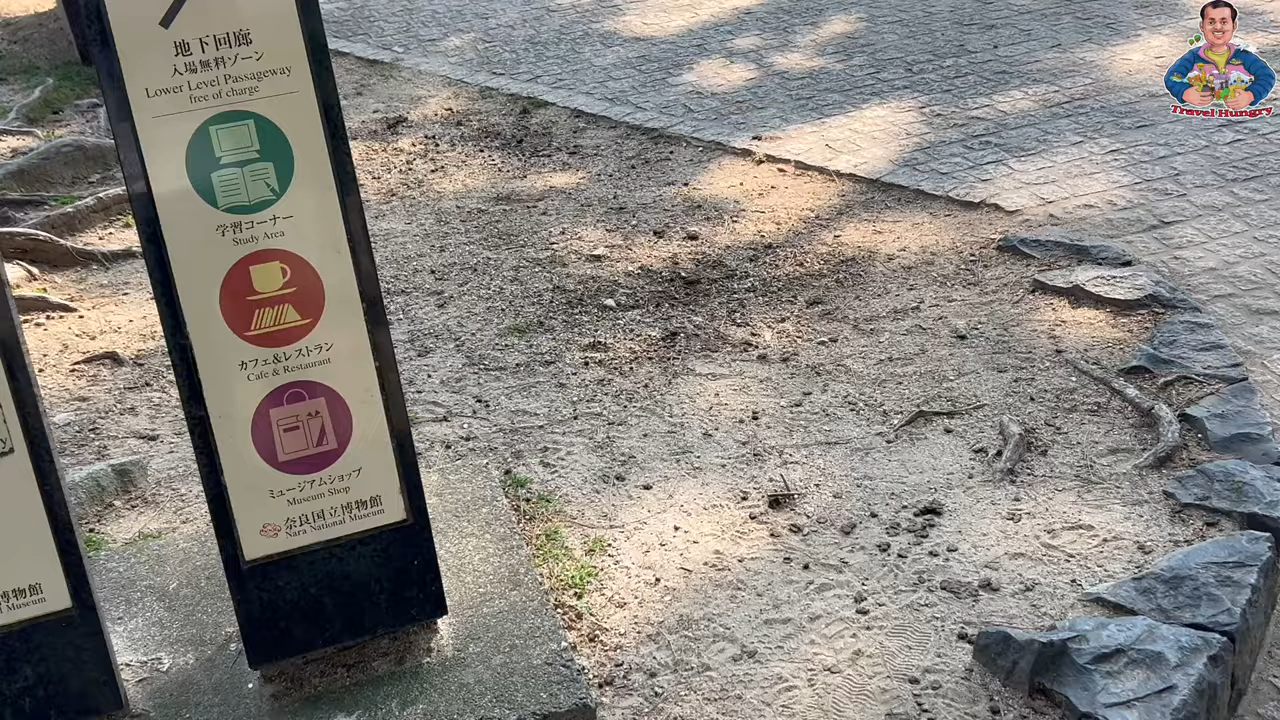 地下回廊
入場無料ゾーン
Lower Level Passageway
free of charge
学習コーナー
Study Area
カフェ&レストラン
Cafe & Restaurant
ミュージアムショップ
Museum Shop
奈良国立博物館
Nara National Museum
博物館
Museum
Travel Hungry